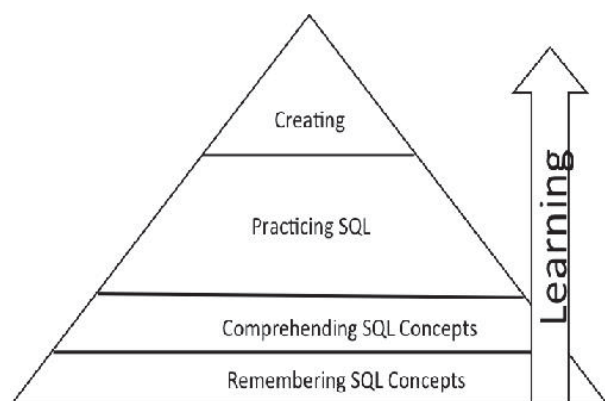 Creating
Practicing SQL
Comprehending SQL Concepts
Remembering SQL Concepts
Learning